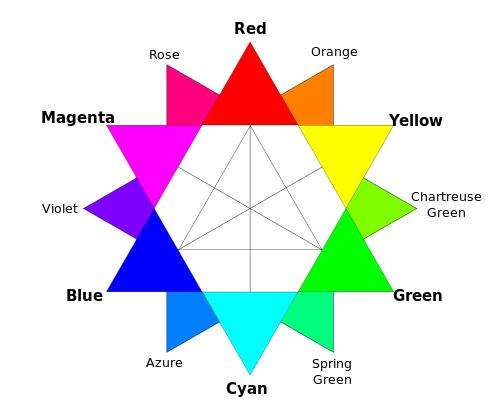 Red
Rose
Orange
Magenta
Yellow
Violet
Chartreuse
Green
Blue
Green
Azure
Spring
Green
Cyan